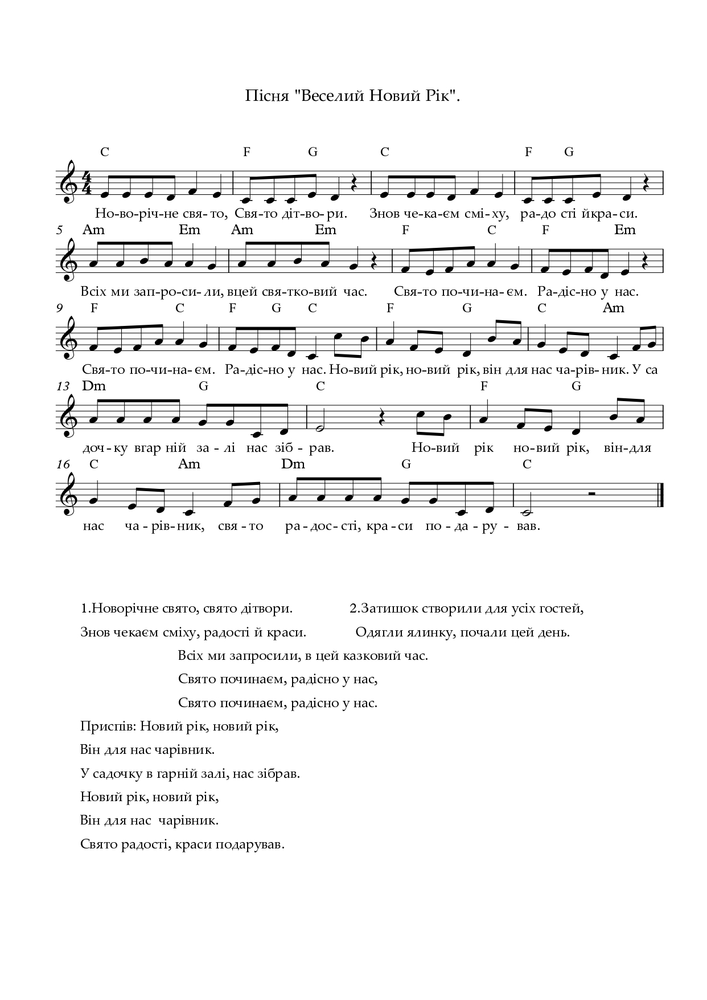 Пісня "Веселий Новий Рік".
C F G C F G
4
4
Но-во-річ-не свя-то, Свя-то діт-во-ри. Знов че-ка-єм смі-ху, ра-до сті йкра-си.
5 Am Em Am Em F C F Em
Всіх ми зап-ро-си-ли, вцей свя-тко-вий час. Свя-то по-чи-на-єм. Ра-діс-но у нас.
9 F C F G C F G C Am
Свя-то по-чи-на-єм. Ра-діс-но у нас. Но-вий рік, но-вий рік, він для нас ча-рів-ник. У са
13 Dm G C F G
доч-ку вгар ній за-лі нас зіб-рав. Но-вий рік но-вий рік, він-для
16 C Am Dm G C
нас ча-рів-ник, свя-то ра-дос-сті, кра-си по-да-ру-вав.
1.Новорічне свято, свято дітвори. 2.Затишок створили для усіх гостей,
Знов чекаєм сміху, радості й краси. Одягли ялинку, почали цей день.
Всіх ми запросили, в цей казковий час.
Свято починаєм, радісно у нас,
Свято починаєм, радісно у нас.
Приспів: Новий рік, новий рік,
Він для нас чарівник.
У садочку в гарній залі, нас зібрав.
Новий рік, новий рік,
Він для нас чарівник.
Свято радості, краси подарував.